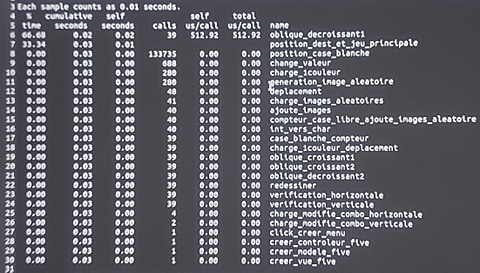 3 Each sample counts as 0.01 seconds.
4 % cumulative self self total
5 time seconds seconds calls us/call us/call name
6 66.68 0.02 0.02 39 512.92 512.92 oblique_decroissant1
7 33.34 0.03 0.01 position_dest_et_jeu_principale
8 0.00 0.03 0.00 133735 0.00 0.00 position_case_blanche
9 0.00 0.03 0.00 688 0.00 0.00 change_valeur
10 0.00 0.03 0.00 280 0.00 0.00 charge_1couleur
11 0.00 0.03 0.00 280 0.00 0.00 generation_image_aleatoire
12 0.00 0.03 0.00 48 0.00 0.00 deplacement
13 0.00 0.03 0.00 41 0.00 0.00 charge_images_aleatoires
14 0.00 0.03 0.00 40 0.00 0.00 ajoute_images
15 0.00 0.03 0.00 40 0.00 0.00 compteur_case_libre_ajoute_images_aleatoire
16 0.00 0.03 0.00 40 0.00 0.00 int_vers_char
17 0.00 0.03 0.00 39 0.00 0.00 case_blanche_compteur
18 0.00 0.03 0.00 39 0.00 0.00 charge_1couleur_deplacement
19 0.00 0.03 0.00 39 0.00 0.00 oblique_croissant1
20 0.00 0.03 0.00 39 0.00 0.00 oblique_croissant2
21 0.00 0.03 0.00 39 0.00 0.00 oblique_decroissant2
22 0.00 0.03 0.00 39 0.00 0.00 redessiner
23 0.00 0.03 0.00 39 0.00 0.00 verification_horizontale
24 0.00 0.03 0.00 39 0.00 0.00 verification_verticale
25 0.00 0.03 0.00 4 0.00 0.00 charge_modifie_combo_horizontale
26 0.00 0.03 0.00 2 0.00 0.00 charge_modifie_combo_verticale
27 0.00 0.03 0.00 1 0.00 0.00 click_creer_menu
28 0.00 0.03 0.00 1 0.00 0.00 creer_controleur_five
29 0.00 0.03 0.00 1 0.00 0.00 creer_modele_five
30 0.00 0.03 0.00 1 0.00 0.00 creer_vue_five
31